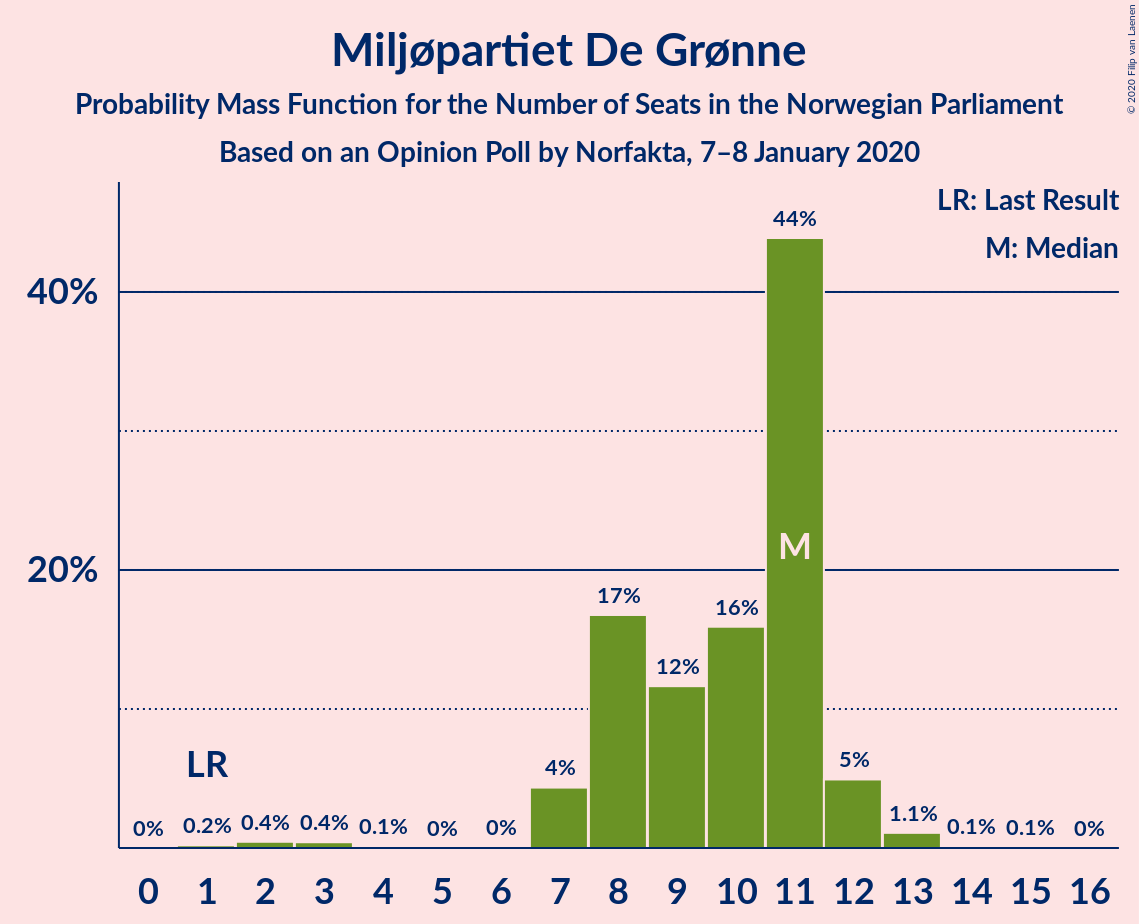 Miljøpartiet De Grønne
Probability Mass Function for the Number of Seats in the Norwegian Parliament
Based on an Opinion Poll by Norfakta, 7–8 January 2020
© 2020 Filip van Laenen
LR: Last Result
M: Median
40%
20%
0%
0.2%
0.4%
0.4%
0.1%
0%
0%
4%
17%
12%
16%
44%
5%
1.1%
0.1%
0.1%
0%
LR
M
0 1 2 3 4 5 6 7 8 9 10 11 12 13 14 15 16